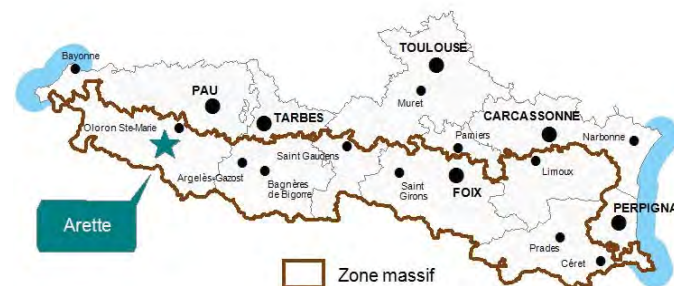 Bayonne
TOULOUSE
PAU
Muret
Oloron Ste-Marie
TARBES
CARCASSONNE
Saint Gaudens
Pamiers
Narbonne
Argelès-Gazost
Bagnères
de Bigorre
Saint
Girons
FOIX
Limoux
Arette
PERPIGNA
Prades
Céret
Zone massif